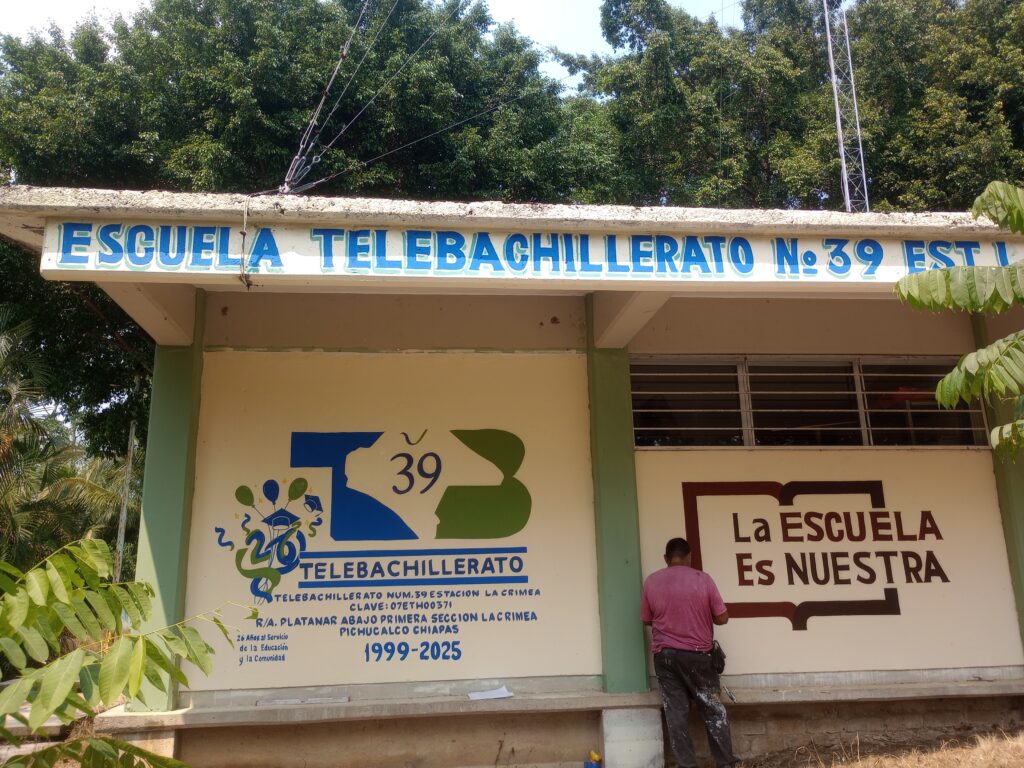 ESCUELA TELEBACHILLERATO No 39 EST. L
39
26
TELEBACHILLERATO
TELEBACHILLERATO NUM. 39 ESTACION LA CRIMEA
CLAVE: 07ETH0037I
R/A. PLATANAR ABAJO PRIMERA SECCION LA CRIMEA
PICHUCALCO CHIAPAS
1999-2025
26 Años al Servicio
de la Educación
y la Comunidad
La ESCUELA
Es NUESTRA